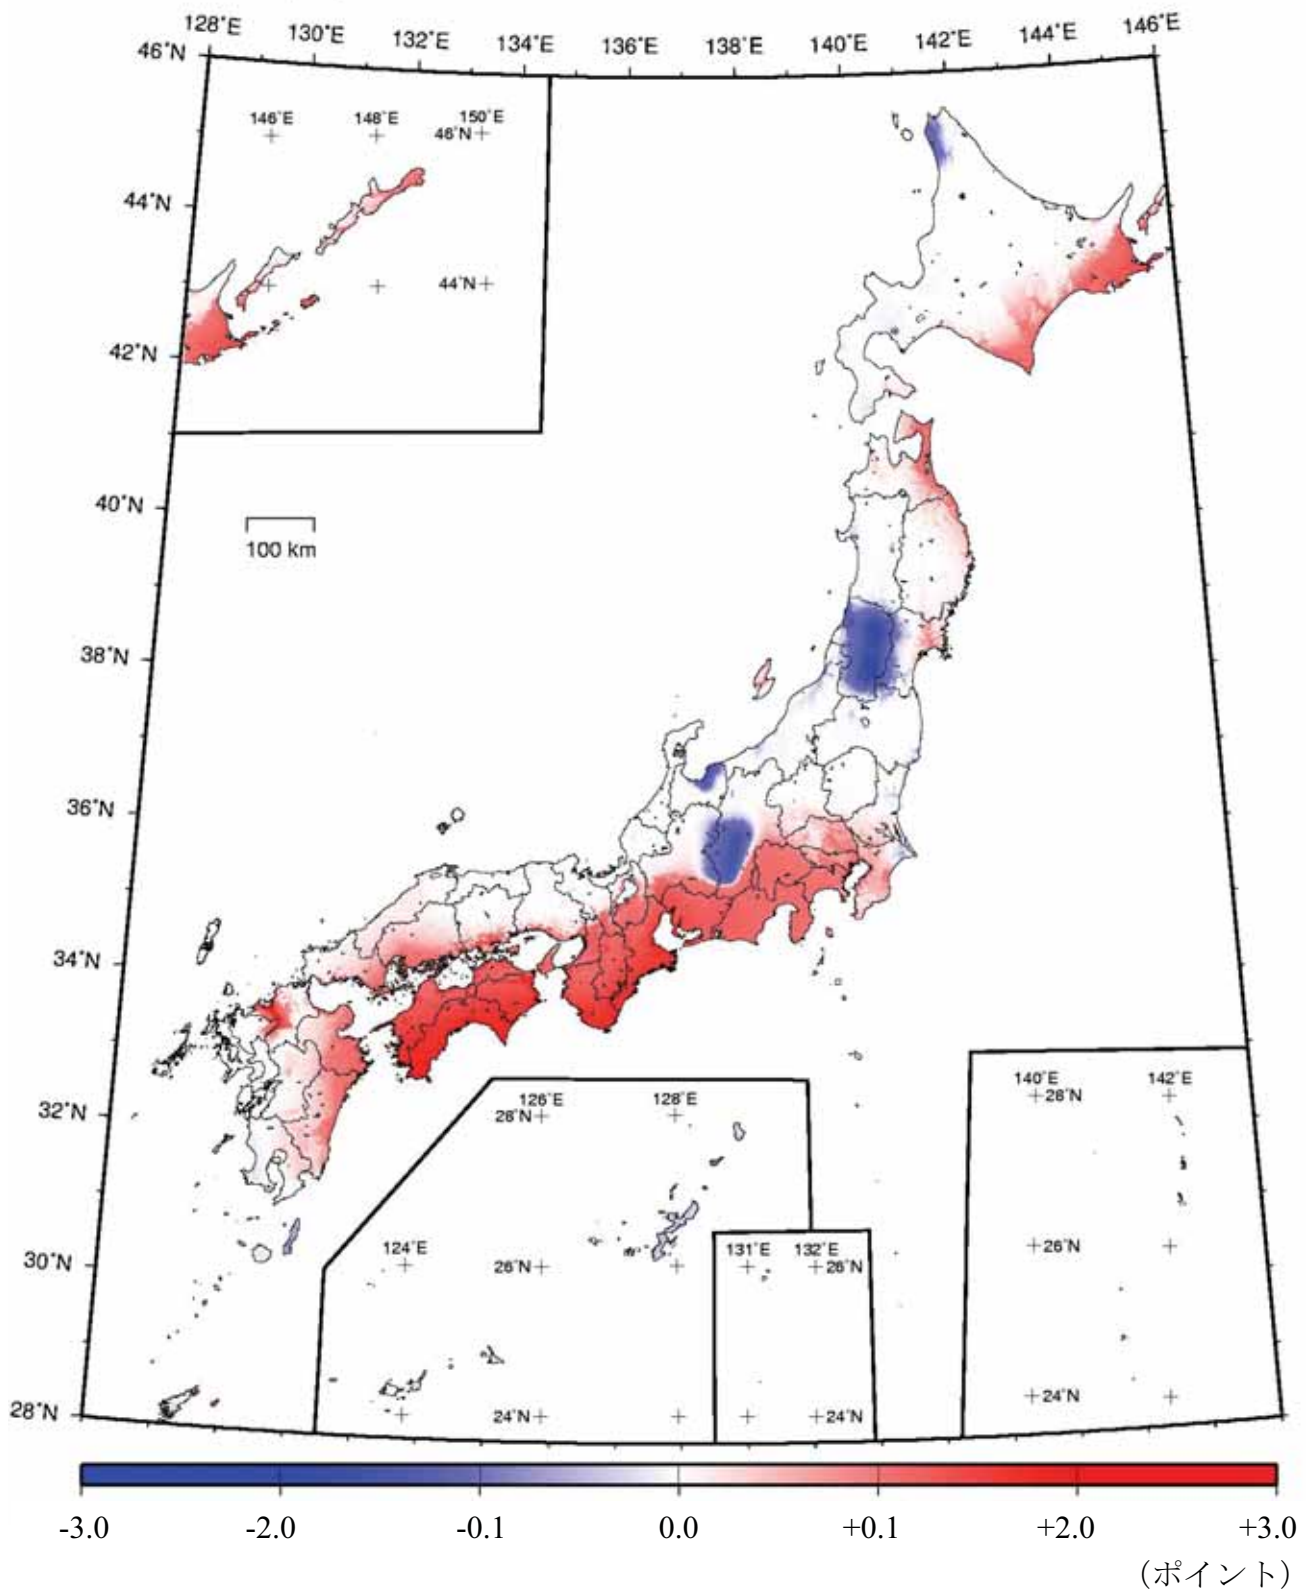 128°E 130°E 132°E 134°E 136°E 138°E 140°E 142°E 144°E 146°E
46°N
146°E 148°E 150°E
46°N
44°N
44°N
42°N
40°N
100 km
38°N
36°N
34°N
32°N
126°E 128°E
28°N
140°E 142°E
28°N
124°E
26°N
131°E 132°E
26°N
26°N
30°N
24°N
24°N
24°N
28°N
-3.0 -2.0 -0.1 0.0 +0.1 +2.0 +3.0
(ポイント)